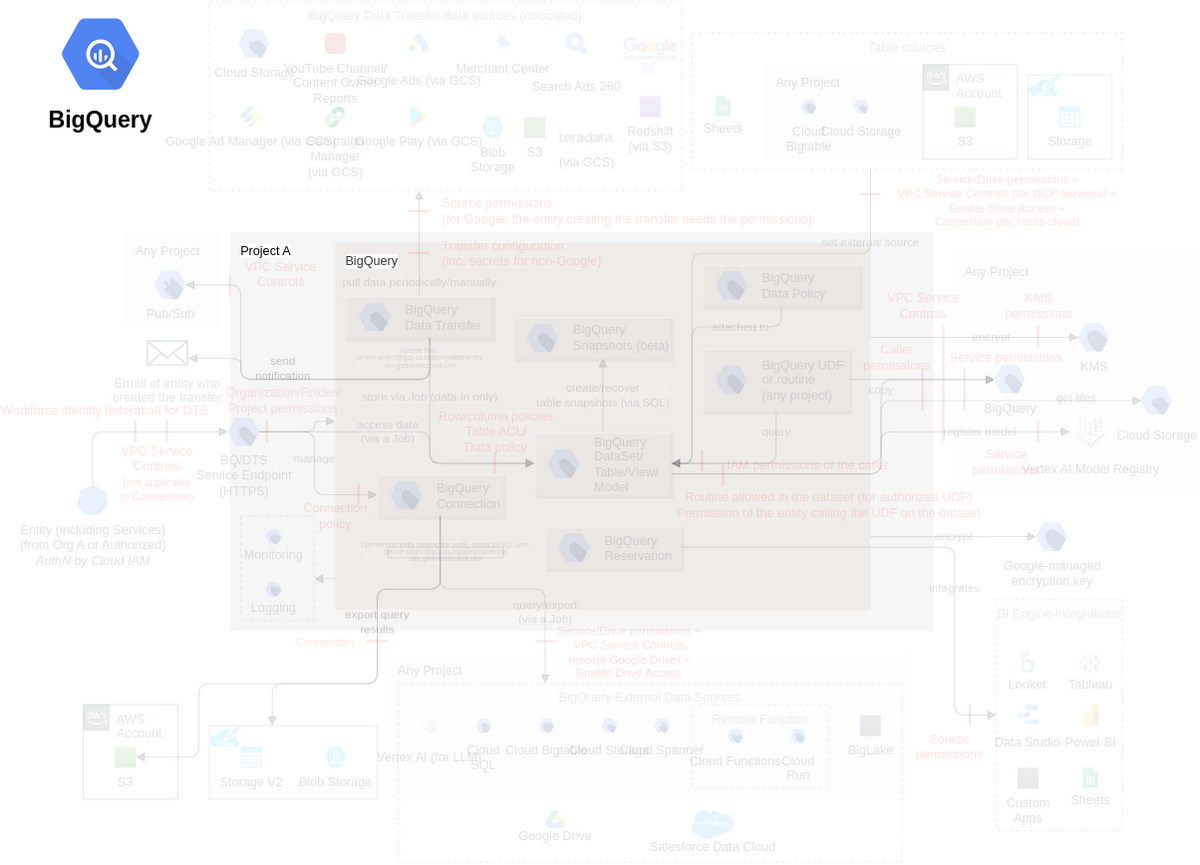 BigQuery
BigQuery Data Transfer data sources (colocated)
Cloud Storage
YouTube Channel/
Content Owner
Reports
Google Ads (via GCS)
Merchant Center
Search Ads 360
Google
Google Ad Manager (via GCS)
Campaign
Manager
(via GCS)
Google Play (via GCS)
Blob
Storage
S3
teradata.
(via GCS)
Redshift
(via S3)
Table sources
Sheets
Any Project
Cloud
Bigtable
Cloud Storage
aws
AWS
Account
S3
Storage
Source permissions
(for Google, the entity creating the transfer needs the permissions)
Transfer configuration
(inc. secrets for non-Google)
Service/Drive permissions +
VPC Service Controls (for GCP services) +
Enable Drive Access +
Connection (for cross-cloud)
set external source
Any Project
Pub/Sub
VPC Service
Controls
Project A
BigQuery
pull data periodically/manually
BigQuery
Data Transfer
BigQuery
Snapshots (beta)
BigQuery
Data Policy
attached to
BigQuery UDF
or routine
(any project)
send
notification
Email of entity who
created the transfer
store via Job (data-in only)
create/recover
table snapshots (via SQL)
Organization/Folder/
Project permissions
Workforce identity federation for DTS
access data
(via a Job)
Row/column policies
Table ACL/
Data policy
query
copy
BigQuery
DataSet/
Table/View/
Model
IAM permissions of the caller
Routine allowed in the dataset (for authorized UDF)
Permission of the entity calling the UDF on the dataset
VPC Service
Controls
(not applicable
to Connections)
BQ/DTS
Service Endpoint
(HTTPS)
manage
Connection
policy
BigQuery
Connection
BigQuery
Reservation
Entity (including Services)
(from Org A or Authorized)
AuthN by Cloud IAM
Monitoring
Logging
Any Project
VPC Service
Controls
KMS
permissions
encrypt
KMS
Caller
permissions
Service permissions
BigQuery
get files
Cloud Storage
register model
Service
permissions
Vertex AI Model Registry
encrypt
Google-managed
encryption key
integrates
export query
results
Connection
query/export
(via a Job)
Service/Drive permissions +
VPC Service Controls
(except Google Drive) +
Enable Drive Access
aws
AWS
Account
S3
Storage V2
Blob Storage
Any Project
BigQuery External Data Sources
Vertex AI (for LLM)
Cloud
SQL
Cloud Bigtable
Cloud Storage
Cloud Spanner
Remote Function
Cloud Functions
Cloud
Run
BigLake
Google Drive
Salesforce Data Cloud
Source
permissions
BI Engine Integrations
Looker
Tableau
Data Studio
Power BI
Custom
Apps
Sheets